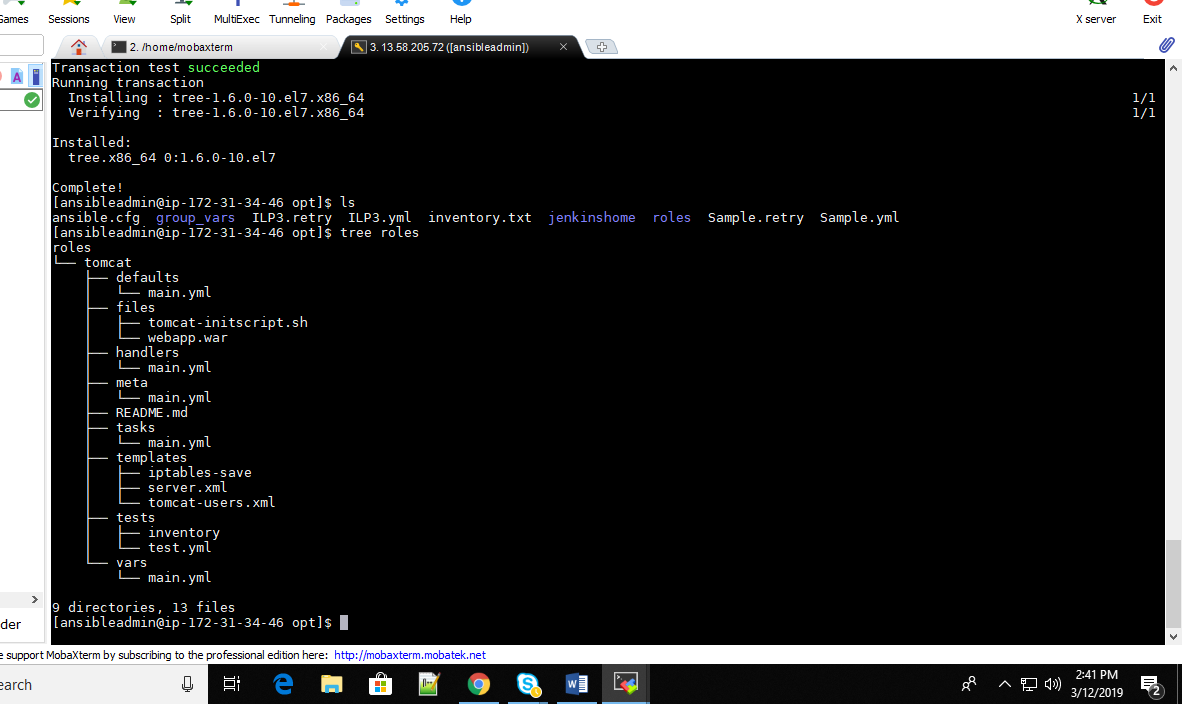 Games Sessions View Split MultiExec Tunneling Packages Settings Help X server Exit
2. /home/mobaxterm 3. 13.58.205.72 ([ansibleadmin])
Transaction test succeeded
Running transaction
Installing : tree-1.6.0-10.el7.x86_64 1/1
Verifying : tree-1.6.0-10.el7.x86_64 1/1
Installed:
tree.x86_64 0:1.6.0-10.el7
Complete!
[ansibleadmin@ip-172-31-34-46 opt]$ ls
ansible.cfg group_vars ILP3.retry ILP3.yml inventory.txt jenkinshome roles Sample.retry Sample.yml
[ansibleadmin@ip-172-31-34-46 opt]$ tree roles
roles
└── tomcat
    ├── defaults
    │   └── main.yml
    ├── files
    │   ├── tomcat-initscript.sh
    │   └── webapp.war
    ├── handlers
    │   └── main.yml
    ├── meta
    │   └── main.yml
    ├── README.md
    ├── tasks
    │   └── main.yml
    ├── templates
    │   ├── iptables-save
    │   ├── server.xml
    │   └── tomcat-users.xml
    ├── tests
    │   ├── inventory
    │   └── test.yml
    └── vars
        └── main.yml
9 directories, 13 files
[ansibleadmin@ip-172-31-34-46 opt]$
der
e support MobaXterm by subscribing to the professional edition here: http://mobaxterm.mobatek.net
earch
2:41 PM
3/12/2019
2